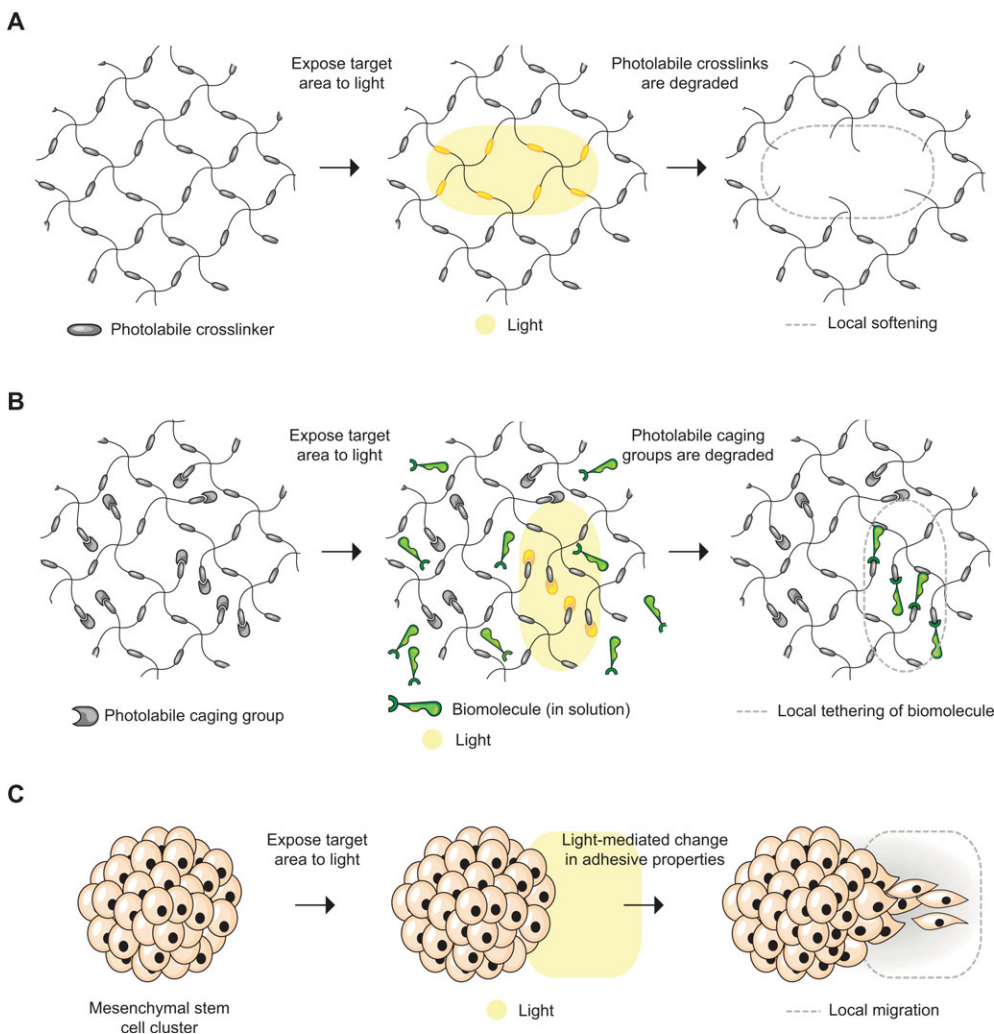 A
Expose target
area to light
Photolabile crosslinks
are degraded
Photolabile crosslinker
Light
Local softening
B
Expose target
area to light
Photolabile caging
groups are degraded
Photolabile caging group
Biomolecule (in solution)
Light
Local tethering of biomolecule
C
Expose target
area to light
Light-mediated change
in adhesive properties
Mesenchymal stem
cell cluster
Light
Local migration